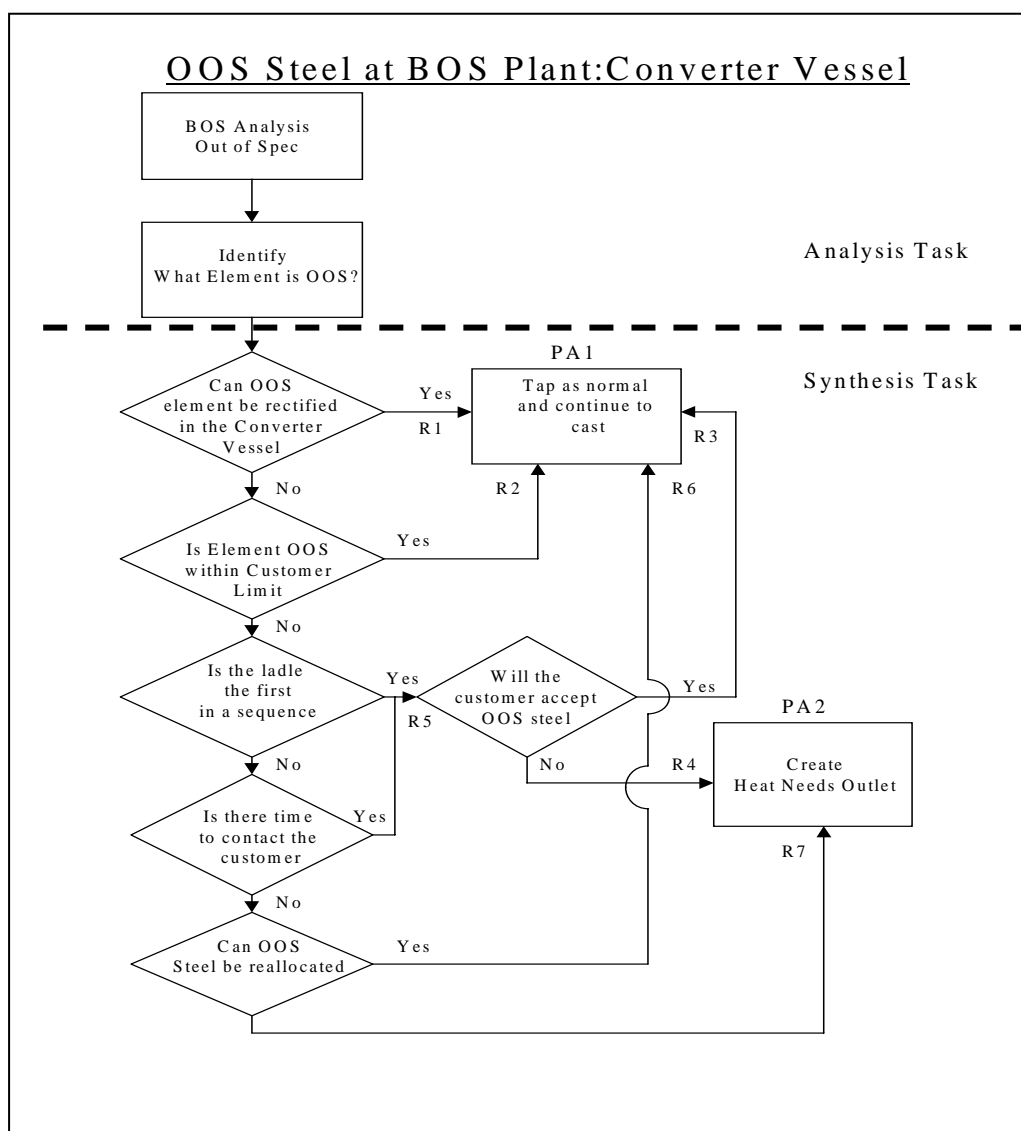 OOS Steel at BOS Plant:Converter Vessel
BOS Analysis
Out of Spec
Identify
What Element is OOS?
Analysis Task
Synthesis Task
PA1
Can OOS
element be rectified
in the Converter
Vessel
Yes
R1
Tap as normal
and continue to
cast
R3
No
R2
R6
Is Element OOS
within Customer
Limit
Yes
No
Is the ladle
the first
in a sequence
Yes
R5
Will the
customer accept
OOS steel
Yes
PA2
No
No
R4
Create
Heat Needs Outlet
Is there time
to contact the
customer
Yes
R7
No
Can OOS
Steel be reallocated
Yes